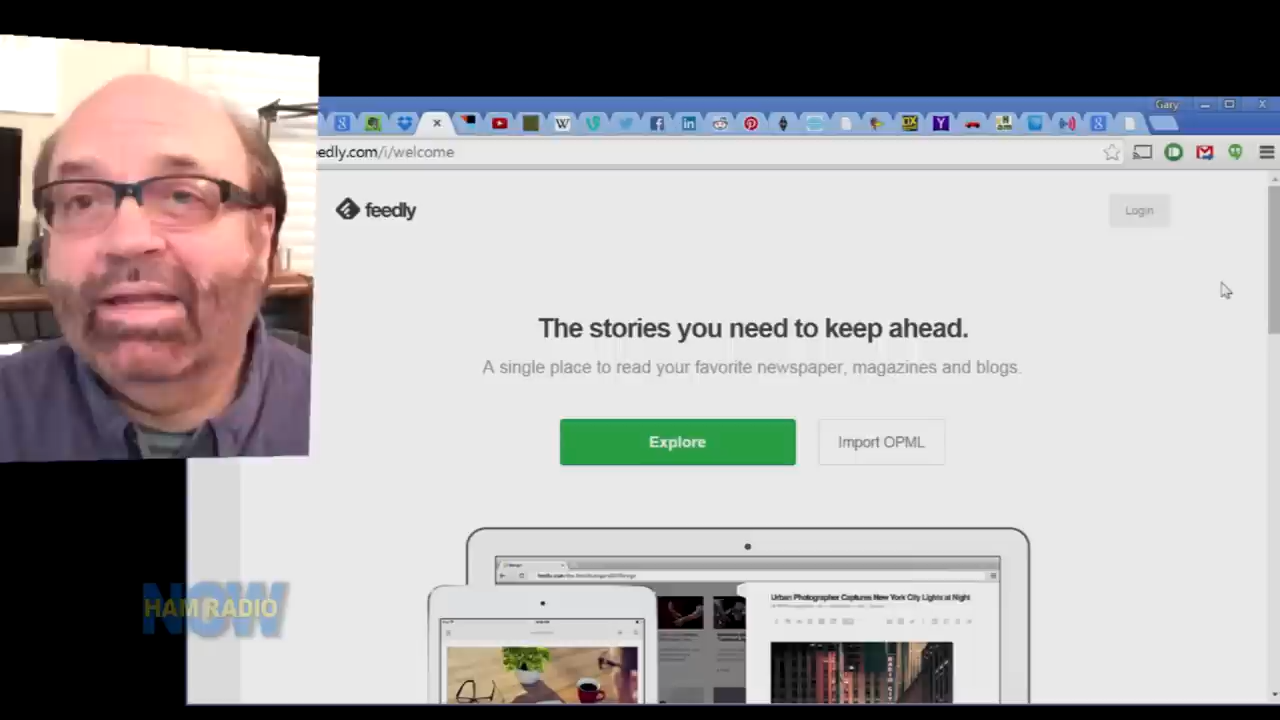 Gary
edly.com/i/welcome
feedly
Login
The stories you need to keep ahead.
A single place to read your favorite newspaper, magazines and blogs.
Explore
Import OPML
Urban Photographer Captures New York City Lights at Night
NOW
HAM RADIO